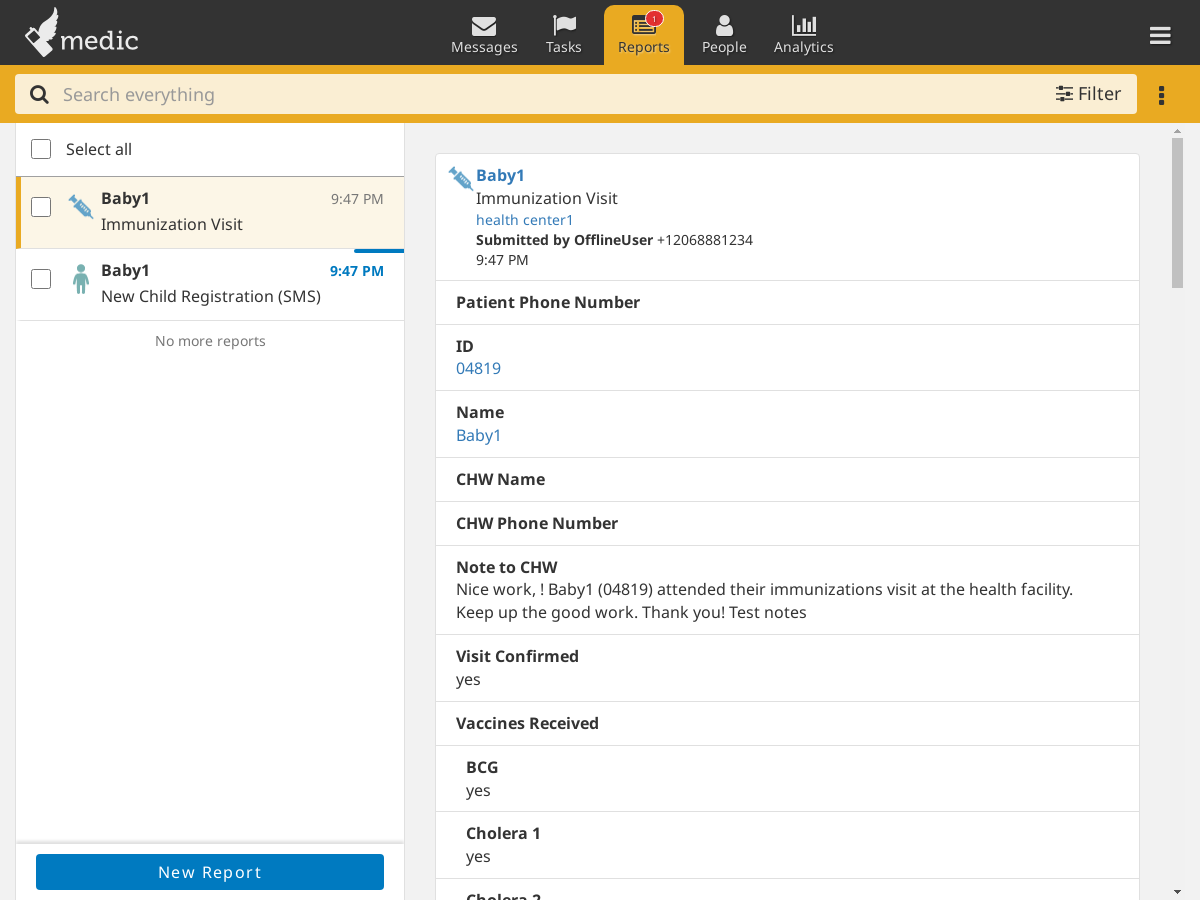 medic
Messages
Tasks
1
Reports
People
Analytics
Search everything
Filter
Select all
Baby1
9:47 PM
Immunization Visit
Baby1
9:47 PM
New Child Registration (SMS)
No more reports
New Report
Baby1
Immunization Visit
health center1
Submitted by OfflineUser +12068881234
9:47 PM
Patient Phone Number
ID
04819
Name
Baby1
CHW Name
CHW Phone Number
Note to CHW
Nice work, ! Baby1 (04819) attended their immunizations visit at the health facility.
Keep up the good work. Thank you! Test notes
Visit Confirmed
yes
Vaccines Received
BCG
yes
Cholera 1
yes
Cholera 2